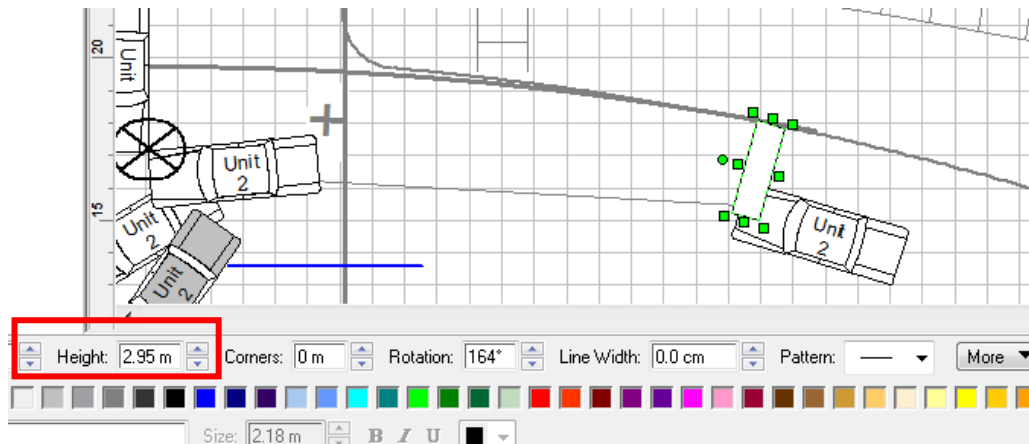 20
Unit
Unit
2
15
Unit
2
Unit
2
Unit
2
Height: 2.95 m Corners: 0 m Rotation: 164° Line Width: 0.0 cm Pattern: More
Size: 2.18 m B I U